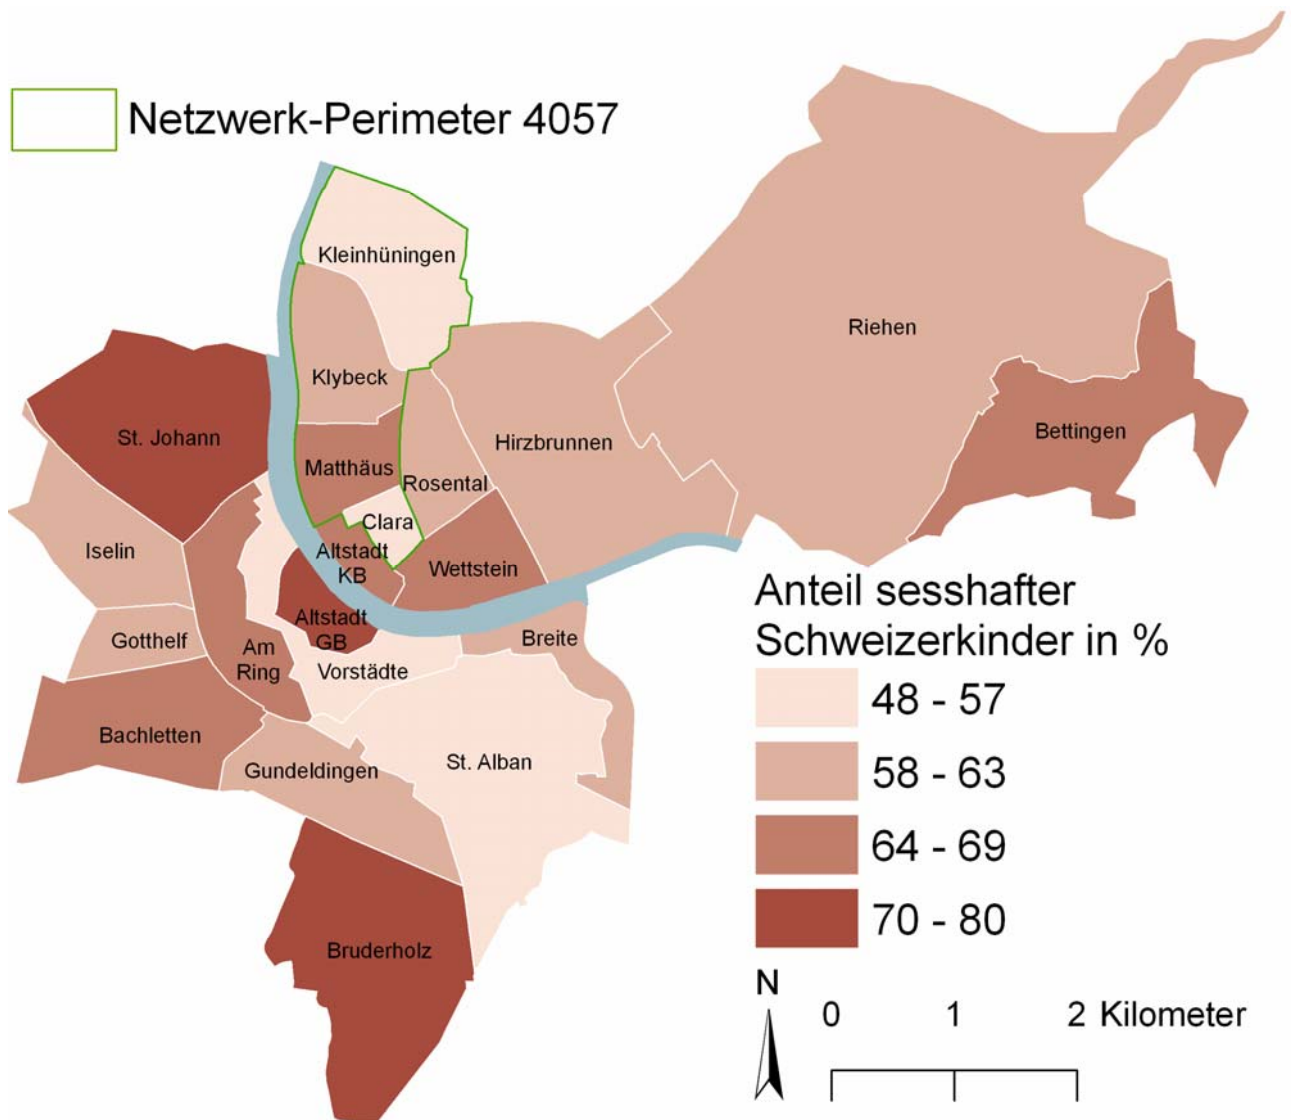 Netzwerk-Perimeter 4057
Kleinhüningen
Riehen
Klybeck
St. Johann
Hirzbrunnen
Bettingen
Matthäus
Rosental
Clara
Iselin
Altstadt
KB
Wettstein
Altstadt
GB
Gotthelf
Am
Ring
Breite
Vorstädte
Bachletten
Gundeldingen
St. Alban
Bruderholz
Anteil sesshafter
Schweizerkinder in %
48 - 57
58 - 63
64 - 69
70 - 80
N
0 1 2 Kilometer